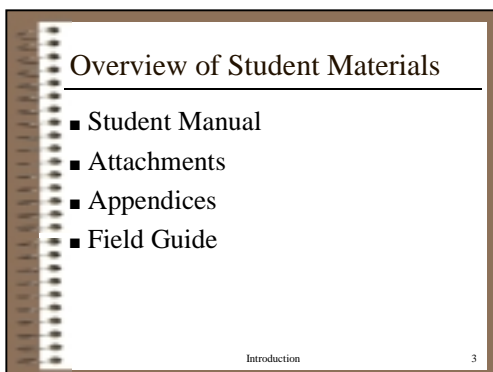 Overview of Student Materials
■ Student Manual
■ Attachments
■ Appendices
■ Field Guide
Introduction 3